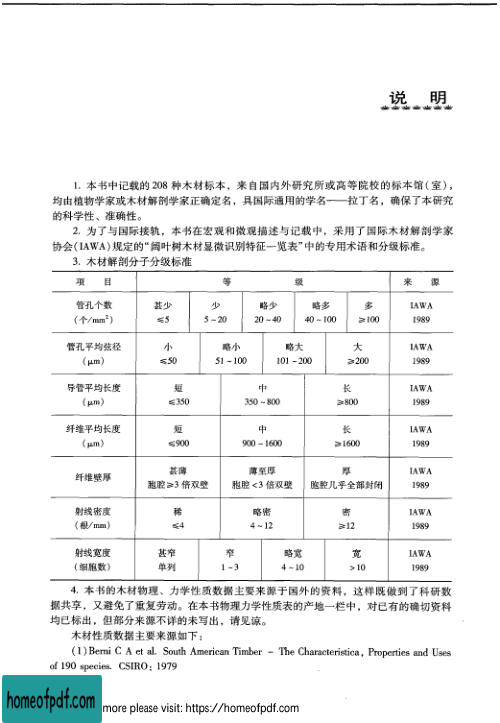 说 明
1. 本书中记载的 208 种木材标本，来自国内外研究所或高等院校的标本馆(室)，
均由植物学家或木材解剖学家正确定名，具国际通用的学名——拉丁名，确保了本研究
的科学性、准确性。
2. 为了与国际接轨，本书在宏观和微观描述与记载中，采用了国际木材解剖学家
协会(IAWA)规定的“阔叶树木材显微识别特征一览表”中的专用术语和分级标准。
3. 木材解剖分子分级标准
项 目 等 级 来 源
管孔个数 甚少 少 略少 略多 多 IAWA
(个/mm²) ≤5 5~20 20~40 40~100 ≥100 1989
管孔平均弦径 小 略小 略大 大 IAWA
(μm) ≤50 51~100 101~200 ≥200 1989
导管平均长度 短 中 长 IAWA
(μm) ≤350 350~800 ≥800 1989
纤维平均长度 短 中 长 IAWA
(μm) ≤900 900~1600 ≥1600 1989
纤维壁厚 甚薄 薄至厚 厚 IAWA
胞腔≥3 倍双壁 胞腔<3 倍双壁 胞腔几乎全部封闭 1989
射线密度 稀 略密 密 IAWA
(根/mm) ≤4 4~12 ≥12 1989
射线宽度 甚窄 窄 略宽 宽 IAWA
(细胞数) 单列 1~3 4~10 >10 1989
4. 本书的木材物理、力学性质数据主要来源于国外的资料，这样既做到了科研数
据共享，又避免了重复劳动。在本书物理力学性质表的产地一栏中，对已有的确切资料
均已标出，但部分来源不详的未写出，请见谅。
木材性质数据主要来源如下：
(1) Berni C A et al. South American Timber – The Characteristica, Properties and Uses
of 190 species. CSIRO; 1979
homeofpdf.com
more please visit: https://homeofpdf.com